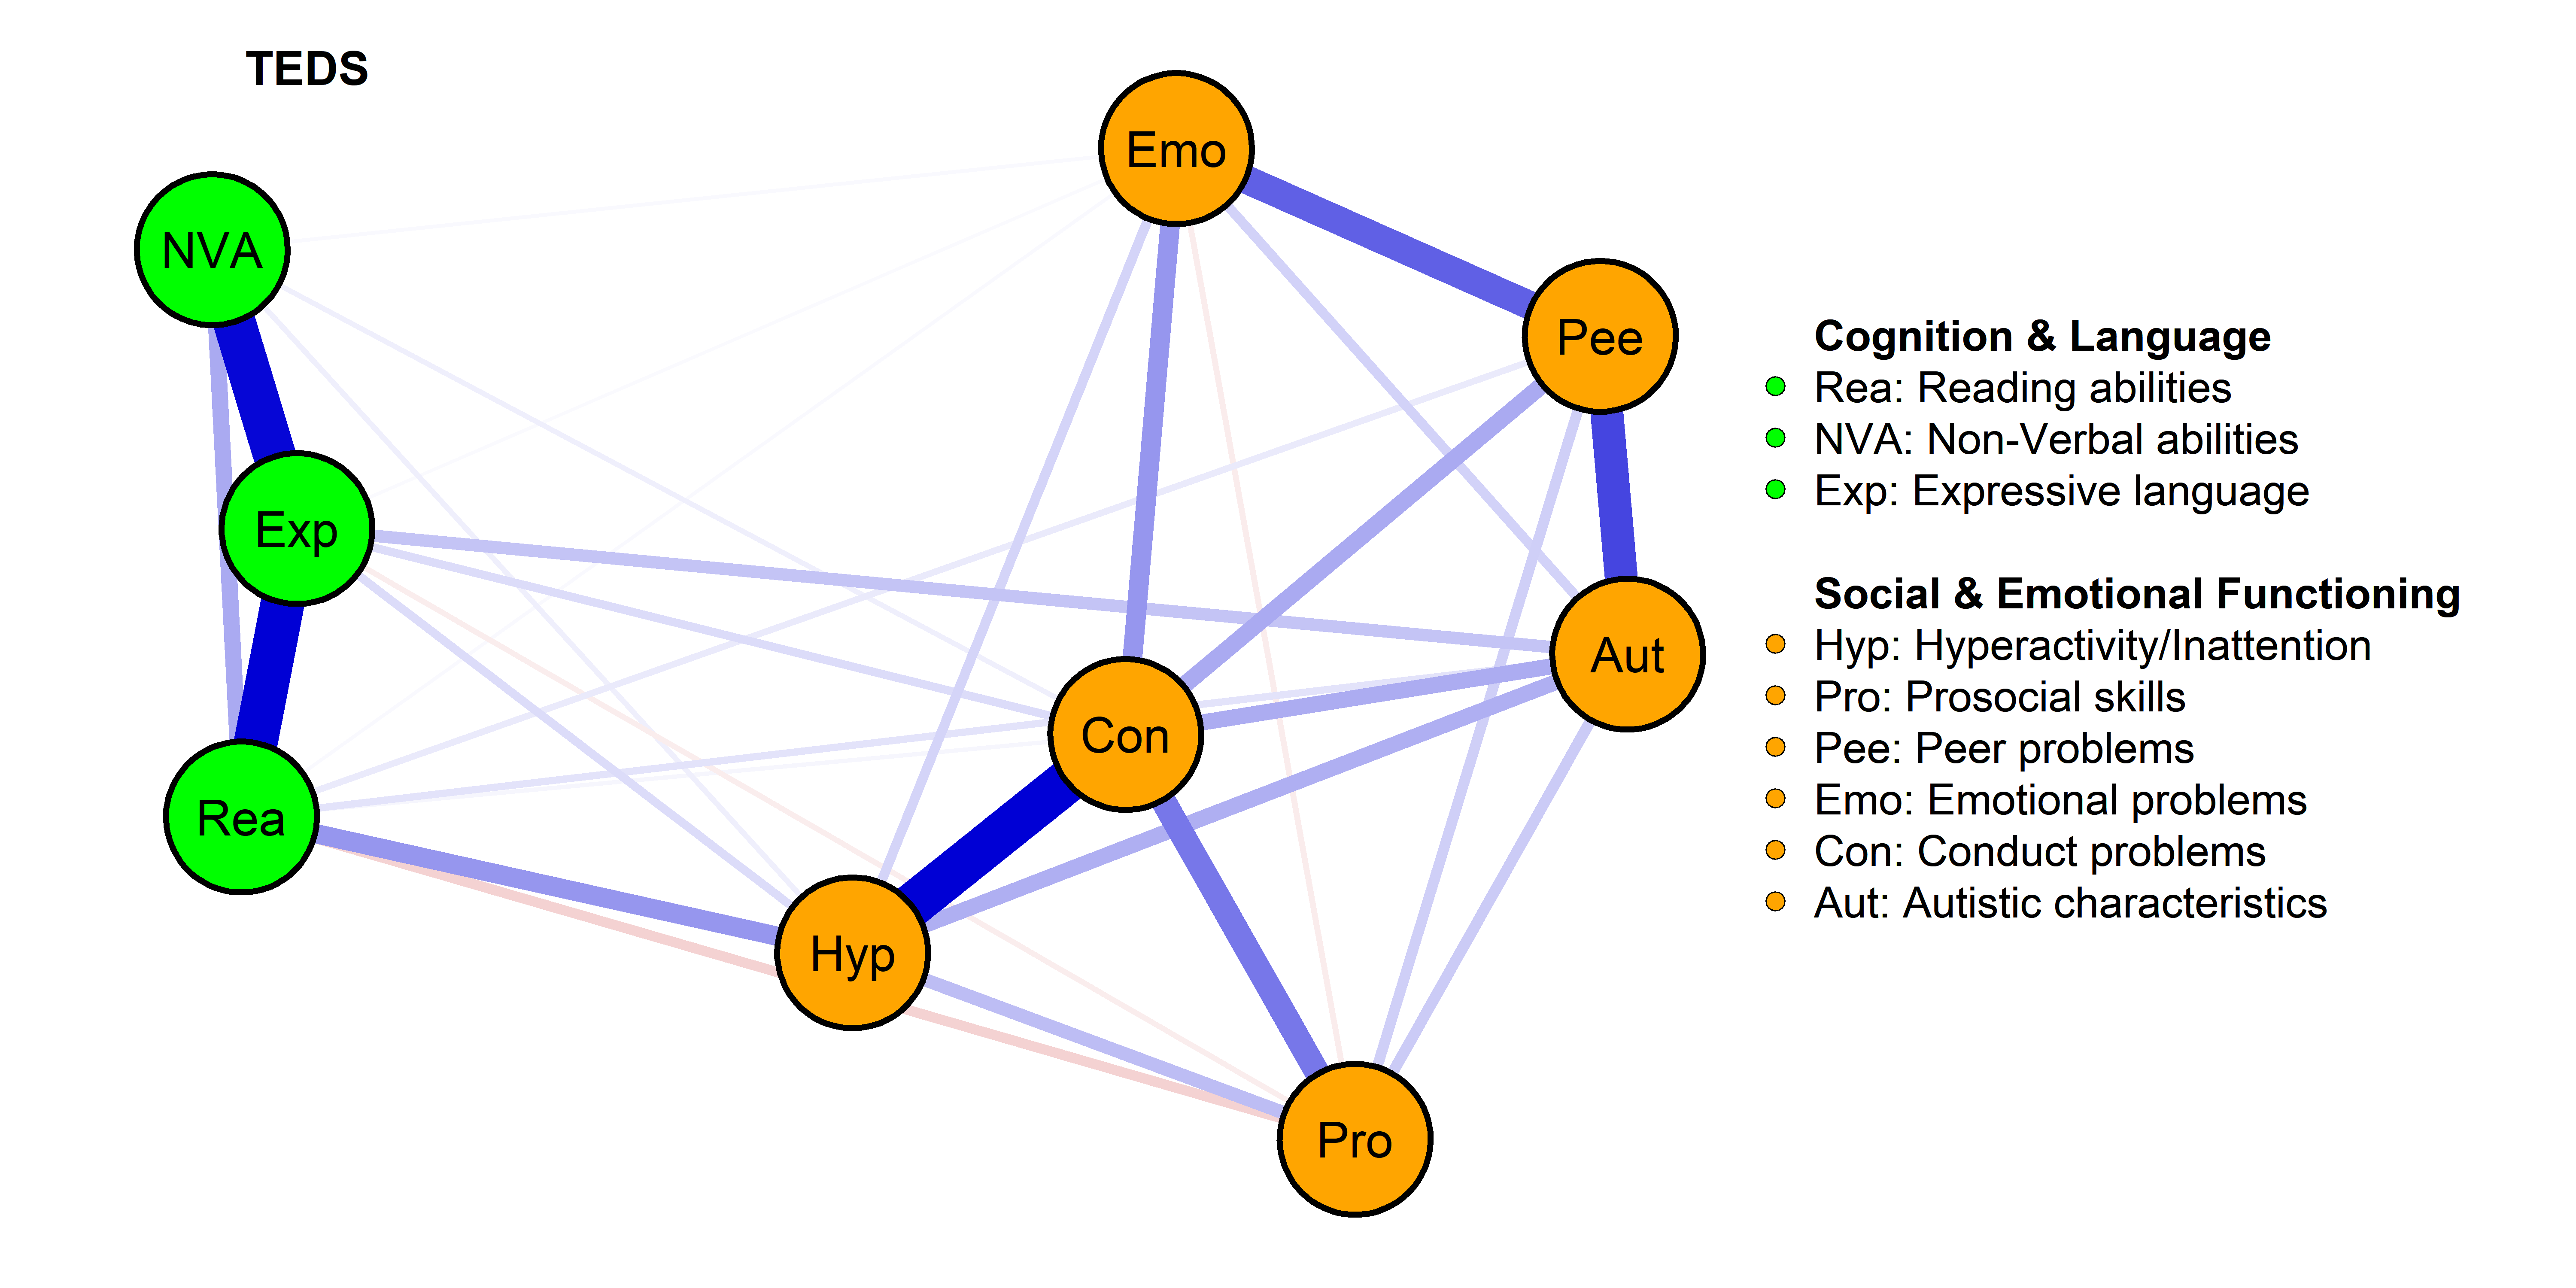 TEDS
Emo
NVA
Pee
Exp
Aut
Con
Rea
Hyp
Pro
Cognition & Language
Rea: Reading abilities
NVA: Non-Verbal abilities
Exp: Expressive language
Social & Emotional Functioning
Hyp: Hyperactivity/Inattention
Pro: Prosocial skills
Pee: Peer problems
Emo: Emotional problems
Con: Conduct problems
Aut: Autistic characteristics